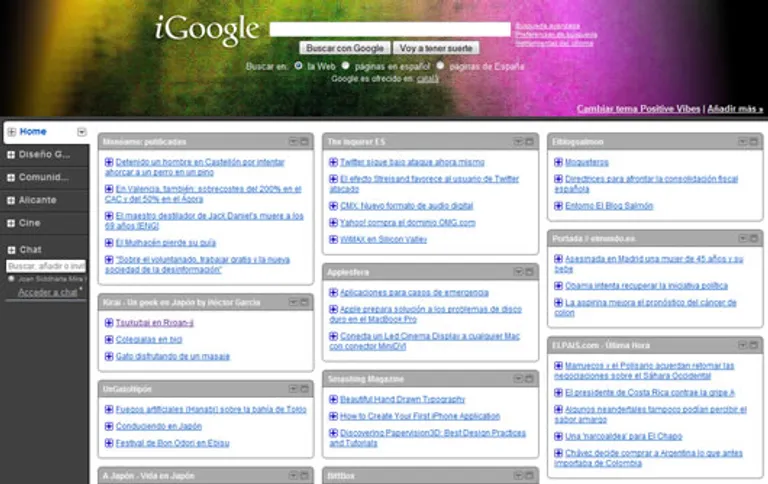 iGoogle
Búsqueda avanzada
Preferencias de búsqueda
Herramientas del idioma
Buscar con Google
Voy a tener suerte
Buscar en: la Web páginas en español páginas de España
Google es ofrecido en: català
Cambiar tema Positive Vibes | Añadir más »
Home
Diseño G...
Comunid...
Alicante
Cine
Chat
Buscar, añadir o invit
Joan Siddharta Mira
Acceder a chat
Menéame: publicadas
Detenido un hombre en Castellón por intentar
ahorcar a un perro en un pino
En Valencia, también: sobrecostes del 200% en el
CAC y del 50% en el Ágora
El maestro destilador de Jack Daniel's muere a los
69 años [ENG]
El Mulhacén pierde su guía
"Sobre el voluntariado, trabajar gratis y la nueva
sociedad de la desinformación"
Kirai - Un geek en Japón by Héctor García
Tsukubai en Ryoan-ji
Colegialas en bici
Gato disfrutando de un masaje
UnGatoNipón
Fuegos artificiales (Hanabi) sobre la bahía de Tokio
Conduciendo en Japón
Festival de Bon Odori en Ebisu
A Japón - Vida en Japón
The Inquirer ES
Twitter sigue bajo ataque ahora mismo
El efecto Streisand favorece al usuario de Twitter
atacado
CMX: Nuevo formato de audio digital
Yahoo! compra el dominio OMG.com
WiMAX en Silicon Valley
Applesfera
Aplicaciones para casos de emergencia
Apple prepara solución a los problemas de disco
duro en el MacBook Pro
Conecta un Led Cinema Display a cualquier Mac
con conector MiniDVI
Smashing Magazine
Beautiful Hand Drawn Typography
How to Create Your First iPhone Application
Discovering Papervision3D: Best Design Practices
and Tutorials
BittBox
Elblogsalmon
Moqueteros
Directrices para afrontar la consolidación fiscal
española
Entorno El Blog Salmón
Portada // elmundo.es
Asesinada en Madrid una mujer de 45 años y su
bebe
Obama intenta recuperar la iniciativa política
La aspirina mejora el pronóstico del cáncer de
colon
ELPAIS.com - Última Hora
Marruecos y el Polisario acuerdan retomar las
negociaciones sobre el Sáhara Occidental
El presidente de Costa Rica contrae la gripe A
Algunos neandertales tampoco podían percibir el
sabor amargo
Una 'narcoaldea' para El Chapo
Chávez decide comprar a Argentina lo que antes
importaba de Colombia